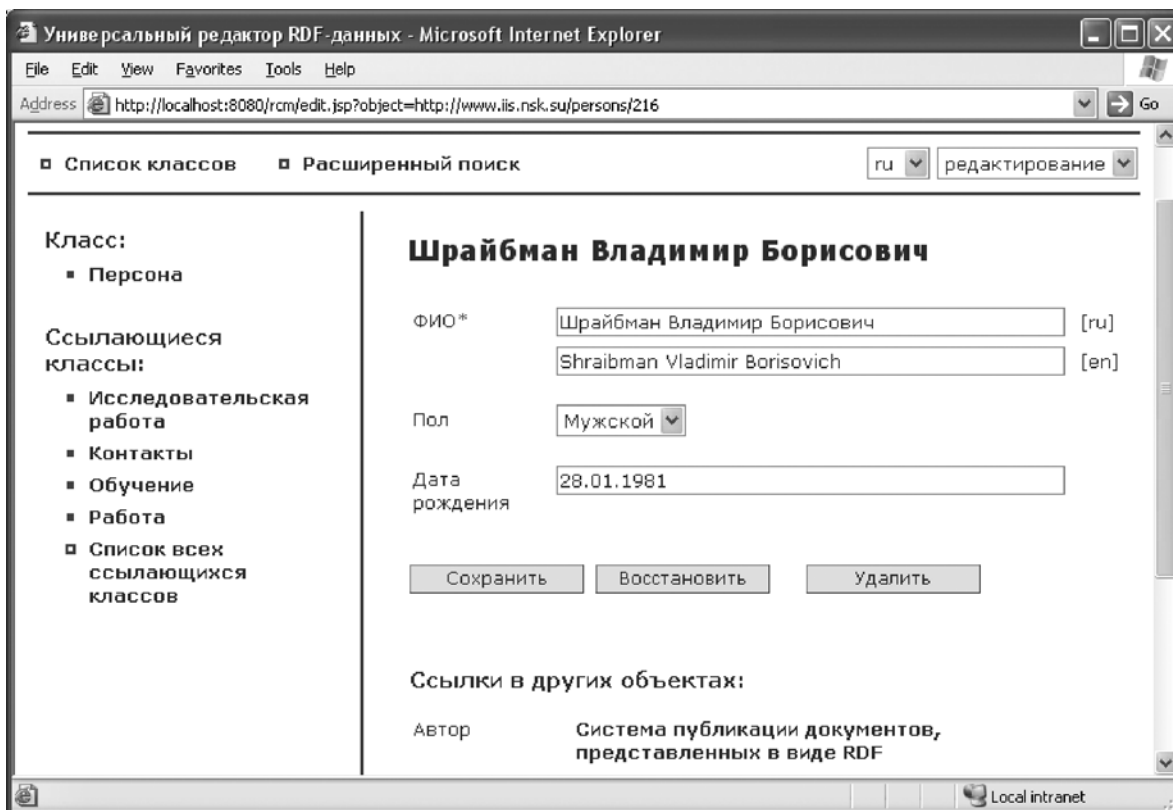 Универсальный редактор RDF-данных - Microsoft Internet Explorer
File Edit View Favorites Tools Help
Address http://localhost:8080/rcm/edit.jsp?object=http://www.iis.nsk.su/persons/216 Go
Список классов Расширенный поиск ru редактирование
Класс:
Персона
Ссылающиеся
классы:
Исследовательская
работа
Контакты
Обучение
Работа
Список всех
ссылающихся
классов
Шрайбман Владимир Борисович
ФИО* Шрайбман Владимир Борисович [ru]
Shraibman Vladimir Borisovich [en]
Пол Мужской
Дата
рождения
28.01.1981
Сохранить Восстановить Удалить
Ссылки в других объектах:
Автор Система публикации документов,
представленных в виде RDF
Local intranet